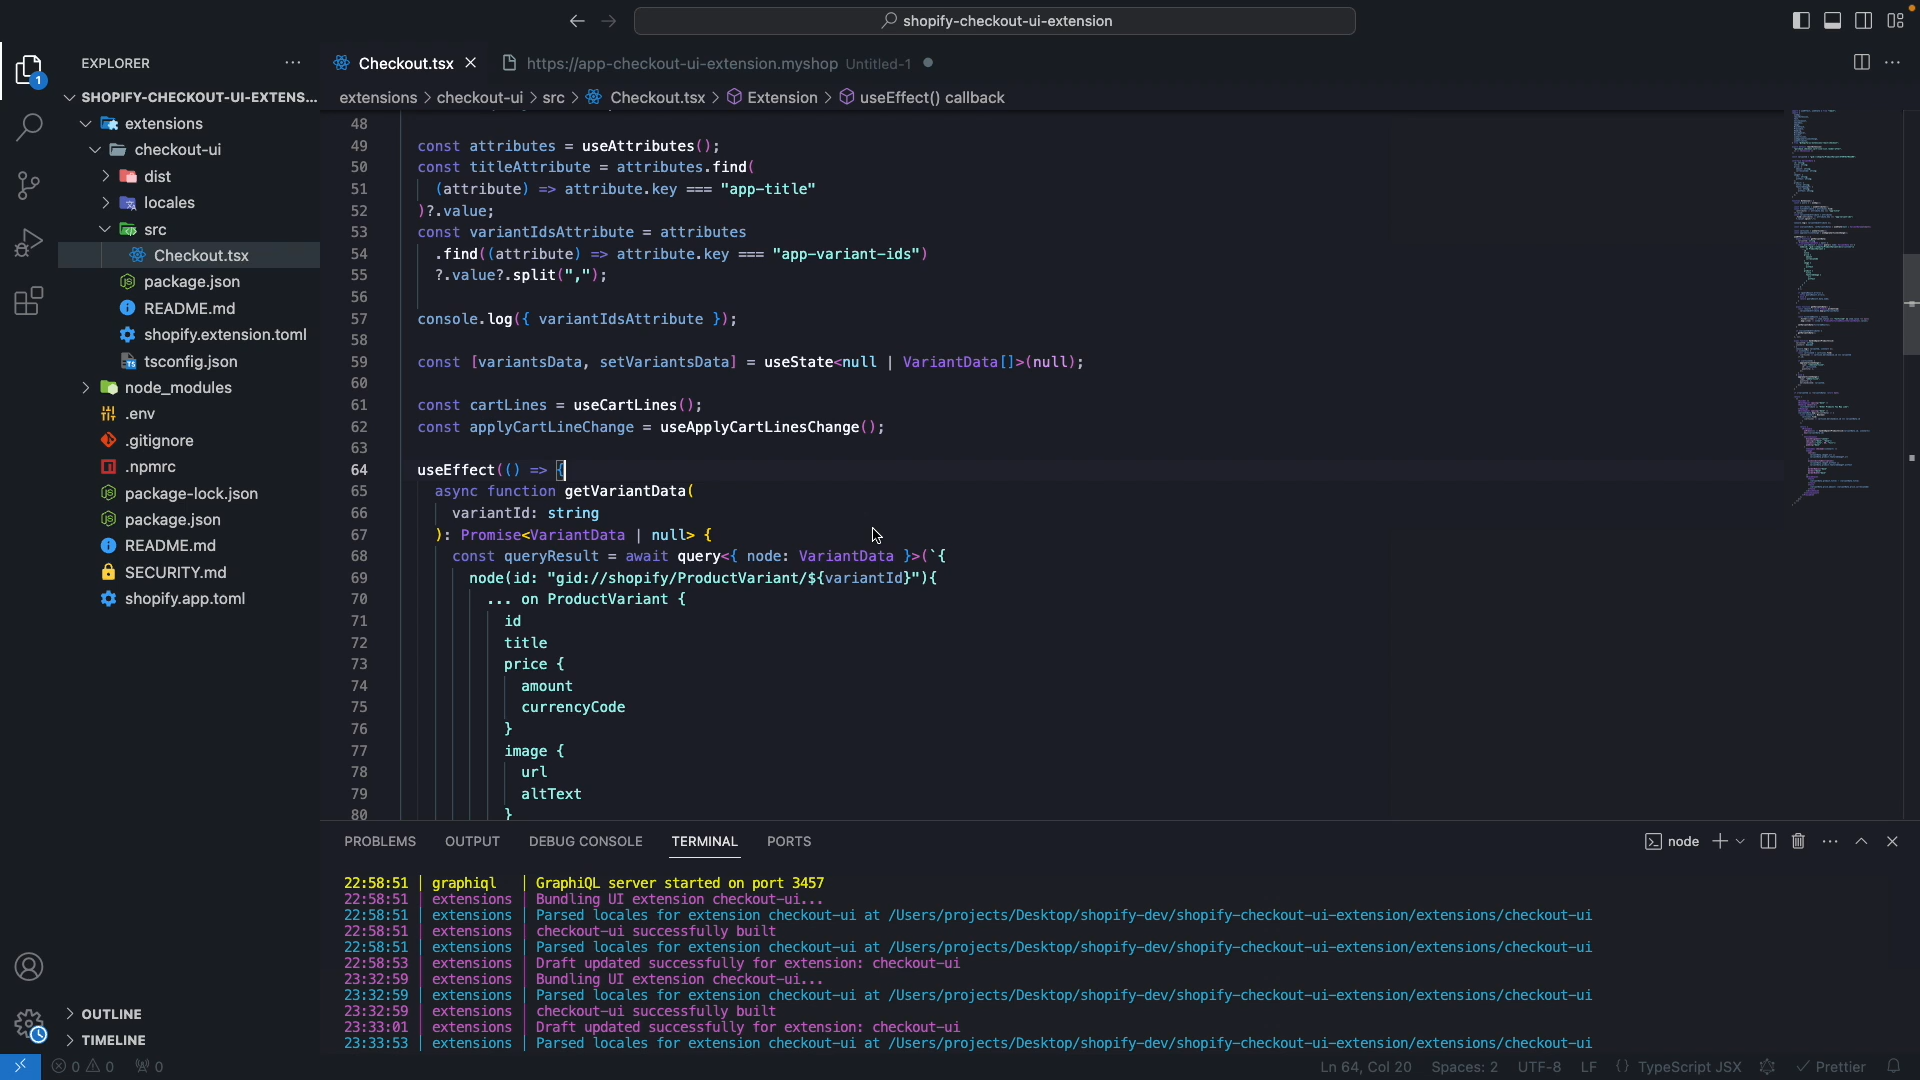 shopify-checkout-ui-extension
EXPLORER
Checkout.tsx
https://app-checkout-ui-extension.myshop Untitled-1
1
SHOPIFY-CHECKOUT-UI-EXTENS...
extensions > checkout-ui > src > Checkout.tsx > Extension > useEffect() callback
extensions
checkout-ui
dist
locales
src
Checkout.tsx
package.json
README.md
shopify.extension.toml
tsconfig.json
node_modules
.env
.gitignore
.npmrc
package-lock.json
package.json
README.md
SECURITY.md
shopify.app.toml
OUTLINE
TIMELINE
48
49 const attributes = useAttributes();
50 const titleAttribute = attributes.find(
51 (attribute) => attribute.key === "app-title"
52 )?.value;
53 const variantIdsAttribute = attributes
54 .find((attribute) => attribute.key === "app-variant-ids")
55 ?.value?.split(",");
56
57 console.log({ variantIdsAttribute });
58
59 const [variantsData, setVariantsData] = useState<null | VariantData[]>(null);
60
61 const cartLines = useCartLines();
62 const applyCartLineChange = useApplyCartLinesChange();
63
64 useEffect(() => {
65 async function getVariantData(
66 variantId: string
67 ): Promise<VariantData | null> {
68 const queryResult = await query<{ node: VariantData }>(`{
69 node(id: "gid://shopify/ProductVariant/${variantId}"){
70 ... on ProductVariant {
71 id
72 title
73 price {
74 amount
75 currencyCode
76 }
77 image {
78 url
79 altText
80 }
PROBLEMS OUTPUT DEBUG CONSOLE TERMINAL PORTS
node
22:58:51 | graphiql | GraphiQL server started on port 3457
22:58:51 | extensions | Bundling UI extension checkout-ui...
22:58:51 | extensions | Parsed locales for extension checkout-ui at /Users/projects/Desktop/shopify-dev/shopify-checkout-ui-extension/extensions/checkout-ui
22:58:51 | extensions | checkout-ui successfully built
22:58:51 | extensions | Parsed locales for extension checkout-ui at /Users/projects/Desktop/shopify-dev/shopify-checkout-ui-extension/extensions/checkout-ui
22:58:53 | extensions | Draft updated successfully for extension: checkout-ui
23:32:59 | extensions | Bundling UI extension checkout-ui...
23:32:59 | extensions | Parsed locales for extension checkout-ui at /Users/projects/Desktop/shopify-dev/shopify-checkout-ui-extension/extensions/checkout-ui
23:32:59 | extensions | checkout-ui successfully built
23:33:01 | extensions | Draft updated successfully for extension: checkout-ui
23:33:53 | extensions | Parsed locales for extension checkout-ui at /Users/projects/Desktop/shopify-dev/shopify-checkout-ui-extension/extensions/checkout-ui
0 0 0
Ln 64, Col 20 Spaces: 2 UTF-8 LF {} TypeScript JSX Prettier